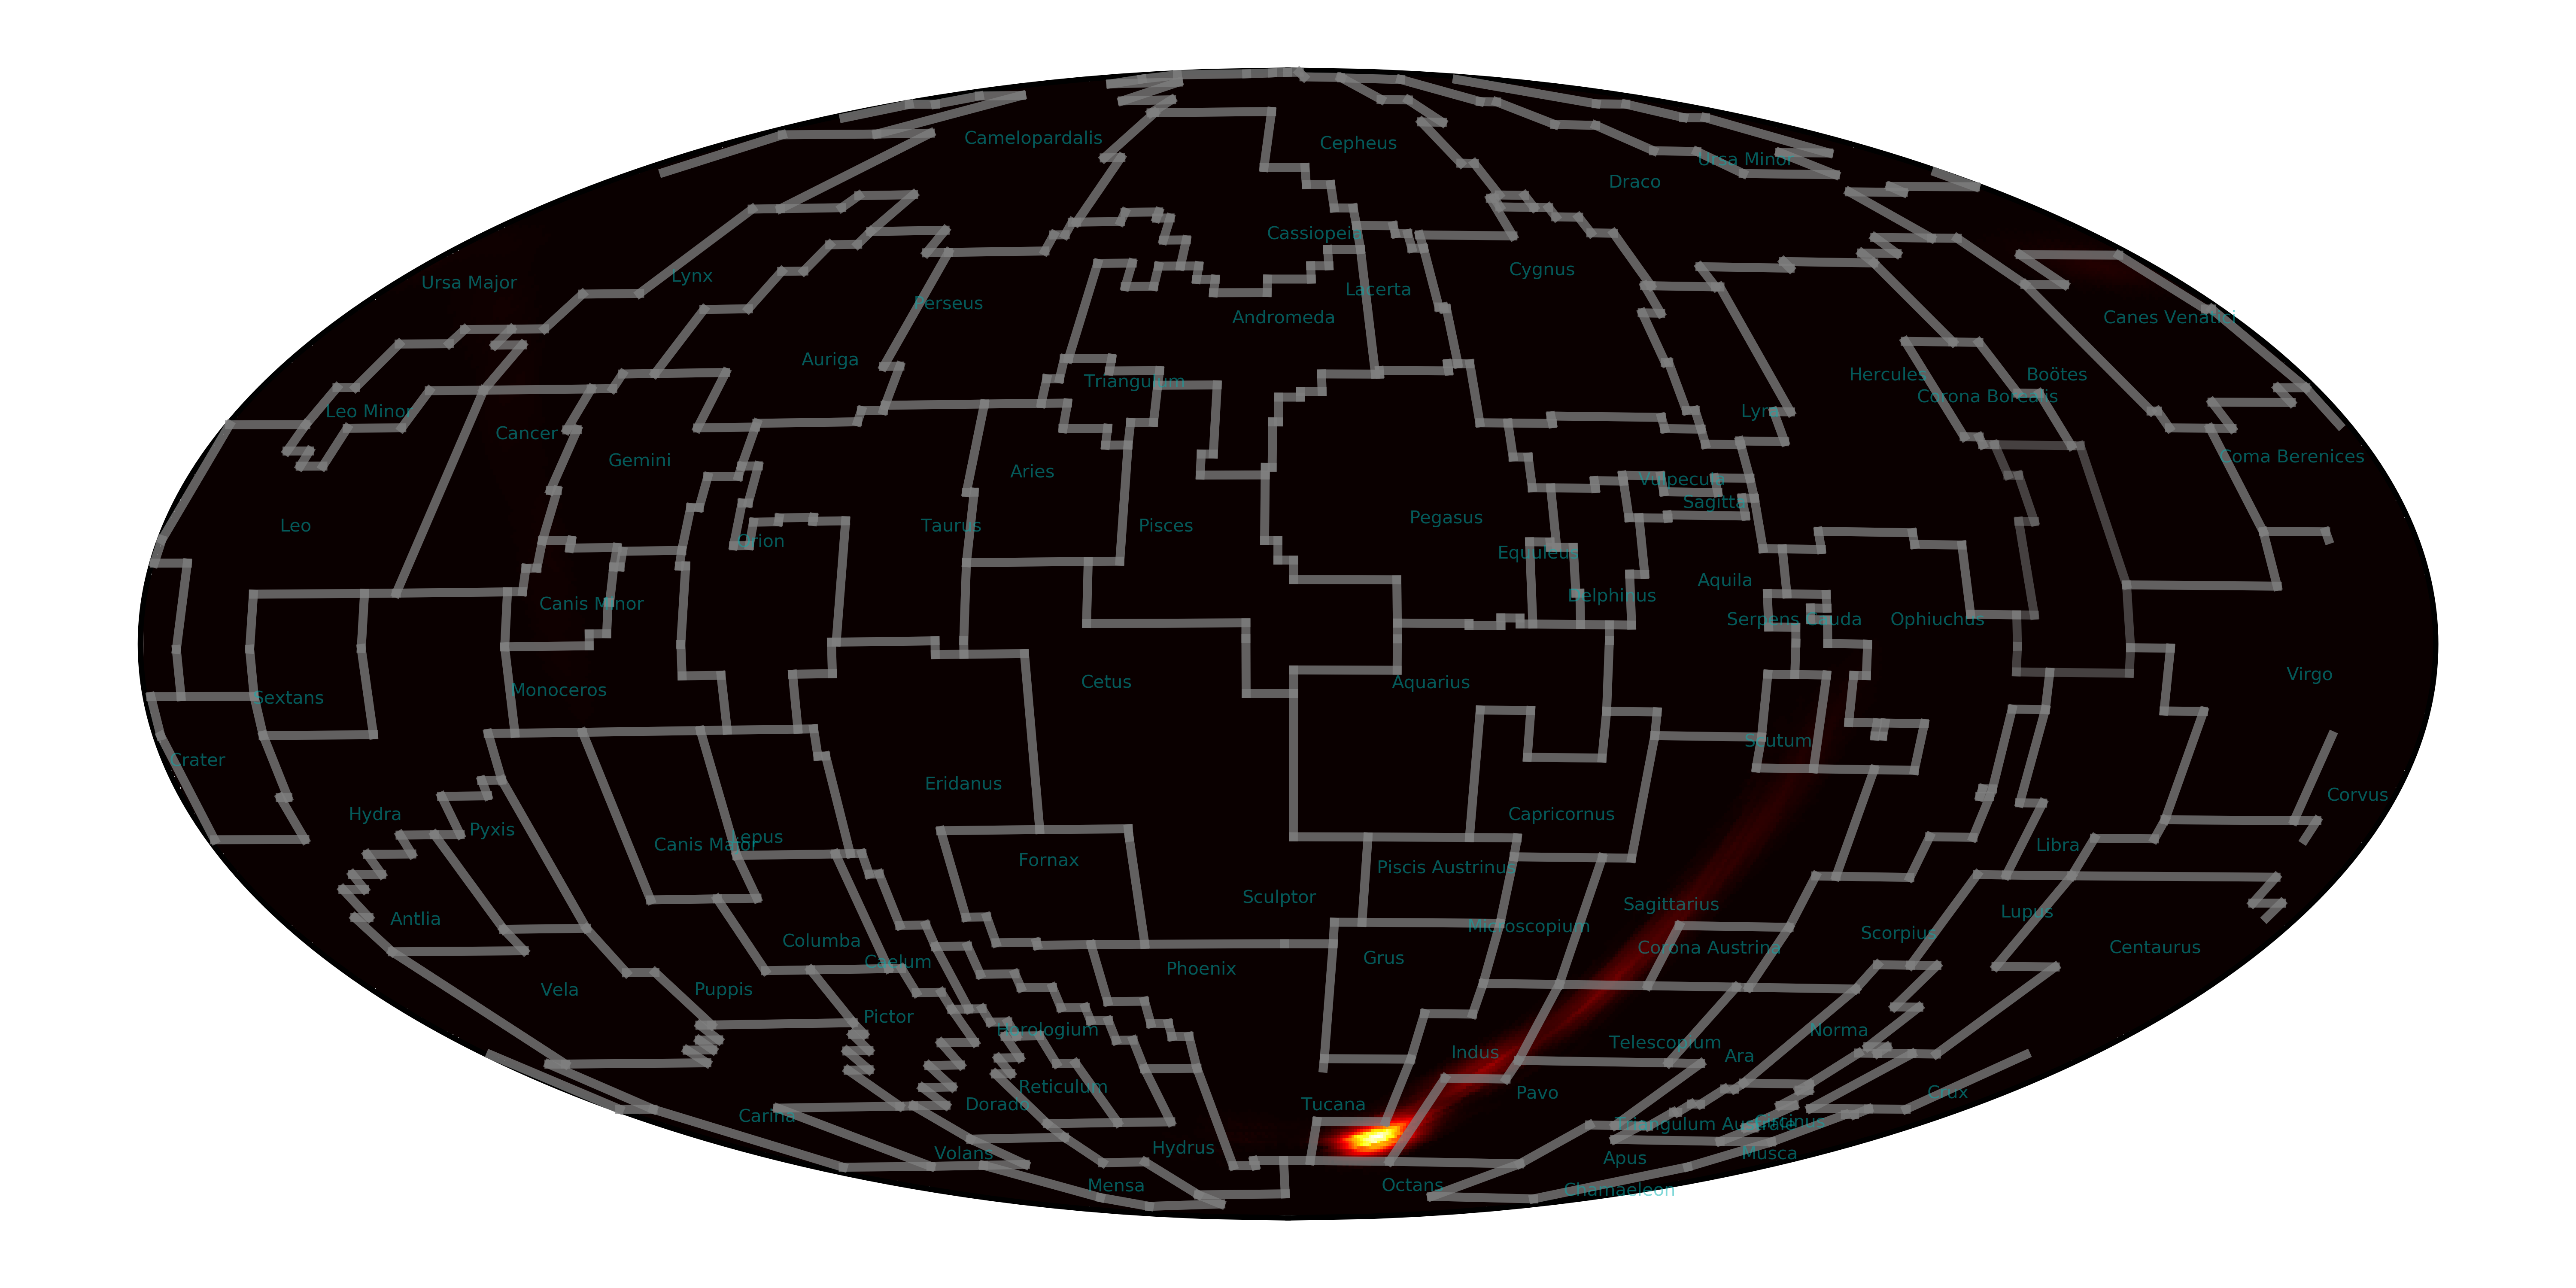 Camelopardalis
Cepheus
Ursa Minor
Draco
Cassiopeia
Cygnus
Lynx
Ursa Major
Lacerta
Perseus
Andromeda
Canes Venatici
Auriga
Hercules
Boötes
Triangulum
Corona Borealis
Leo Minor
Lyra
Cancer
Coma Berenices
Gemini
Aries
Vulpecula
Sagitta
Pegasus
Leo
Taurus
Pisces
Orion
Equuleus
Aquila
Delphinus
Canis Minor
Serpens Cauda
Ophiuchus
Virgo
Cetus
Aquarius
Monoceros
Sextans
Scutum
Crater
Eridanus
Corvus
Hydra
Capricornus
Pyxis
Lepus
Canis Major
Libra
Fornax
Piscis Austrinus
Sculptor
Sagittarius
Lupus
Antlia
Microscopium
Scorpius
Columba
Corona Austrina
Centaurus
Grus
Caelum
Phoenix
Vela
Puppis
Pictor
Horologium
Norma
Telescopium
Indus
Ara
Reticulum
Pavo
Crux
Dorado
Tucana
Carina
Circinus
Triangulum Australe
Hydrus
Volans
Musca
Apus
Mensa
Octans
Chamaeleon